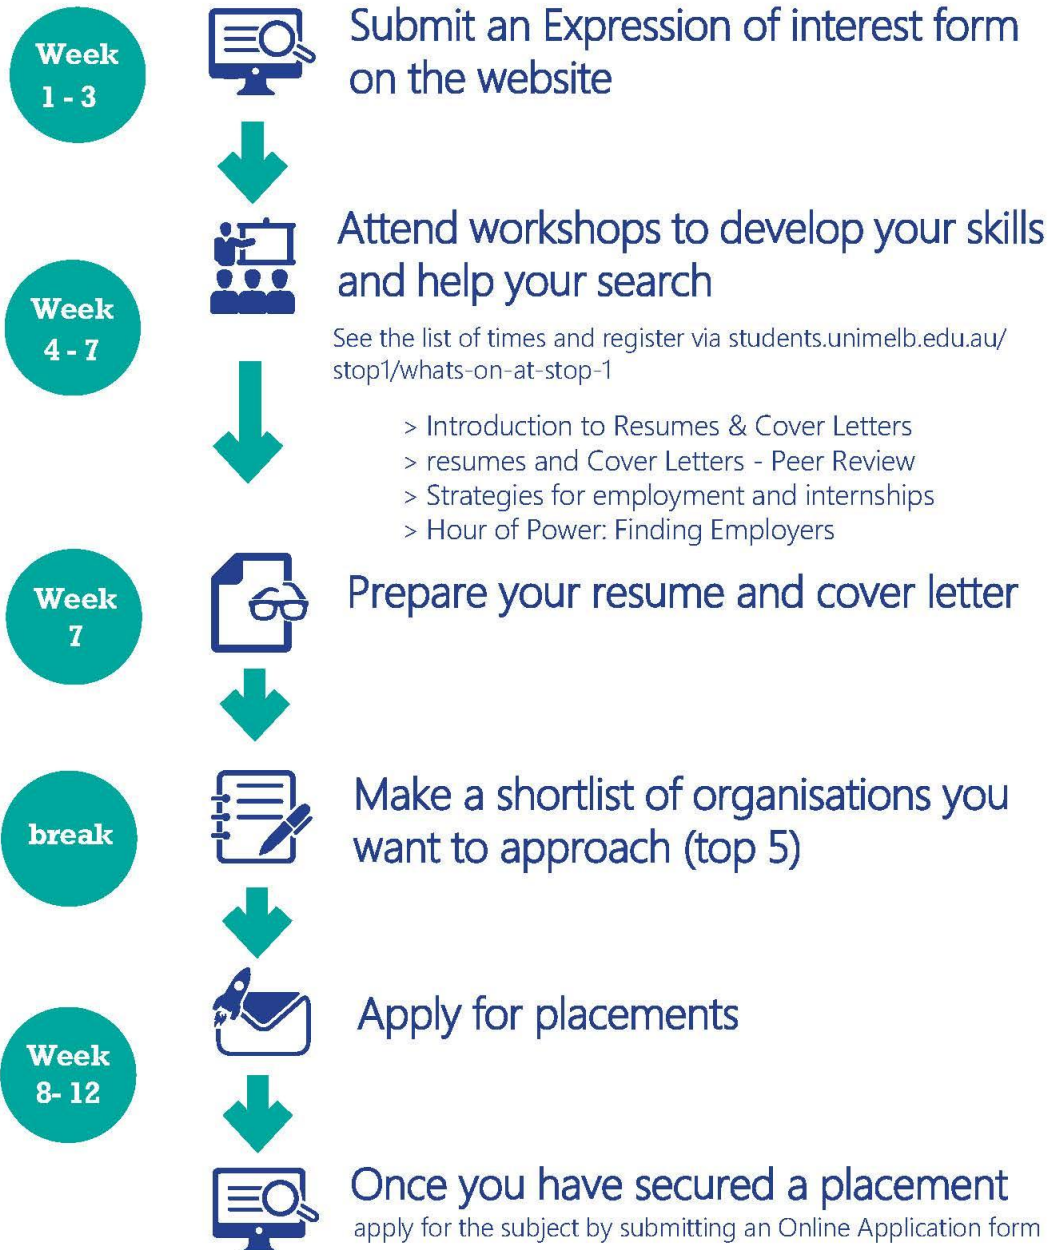 Week
1 - 3
Submit an Expression of interest form
on the website
Attend workshops to develop your skills
and help your search
Week
4 - 7
See the list of times and register via students.unimelb.edu.au/
stop1/whats-on-at-stop-1
> Introduction to Resumes & Cover Letters
> resumes and Cover Letters - Peer Review
> Strategies for employment and internships
> Hour of Power: Finding Employers
Week
7
Prepare your resume and cover letter
break
Make a shortlist of organisations you
want to approach (top 5)
Apply for placements
Week
8- 12
Once you have secured a placement
apply for the subject by submitting an Online Application form